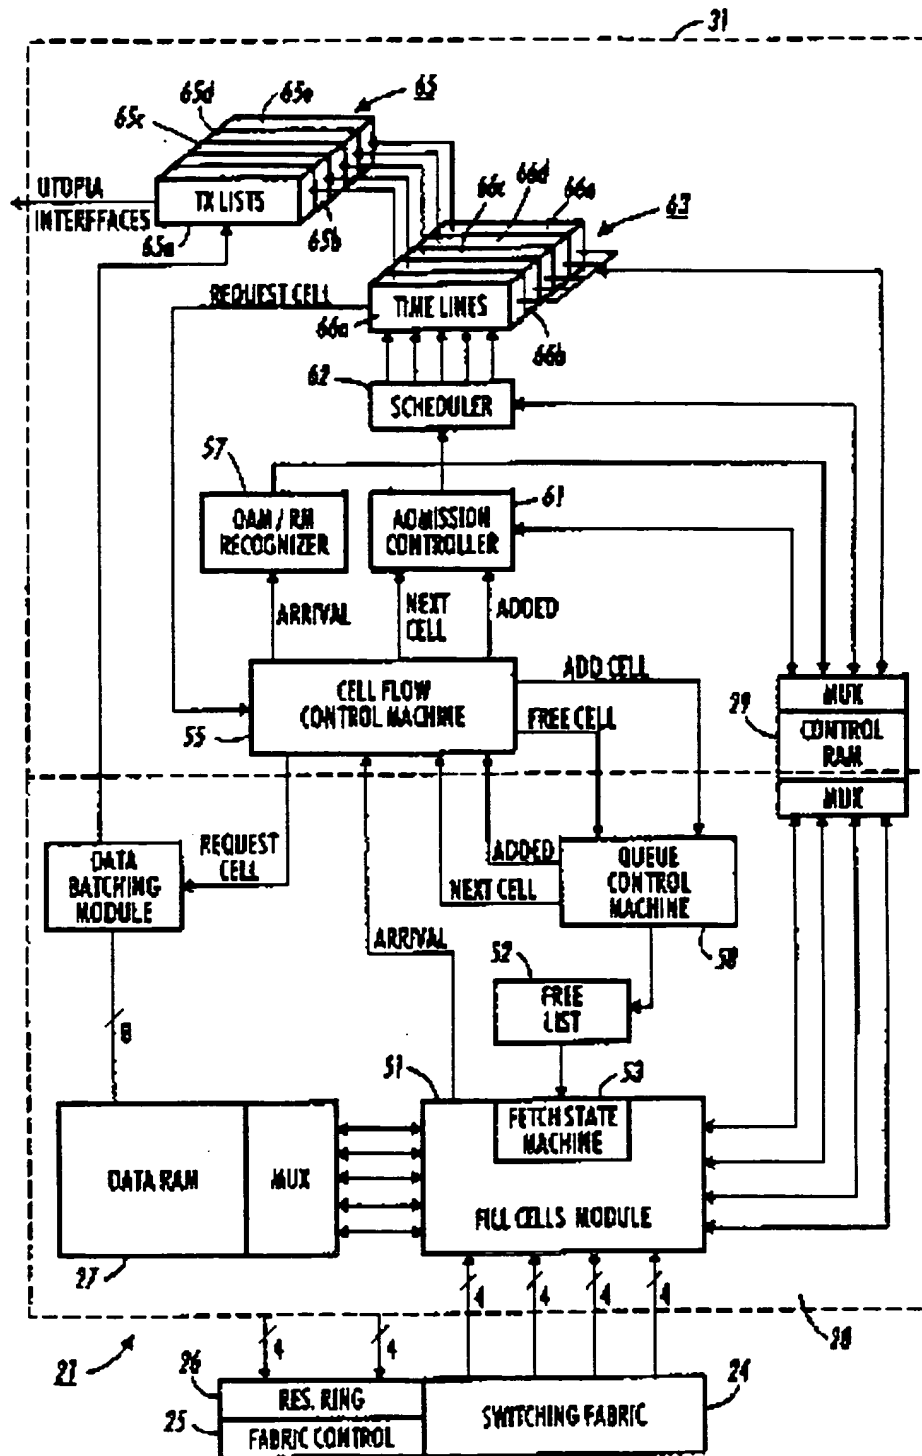 31
65d
65e
65
65c
UTOPIA
INTERFFACES
TX LISTS
65a
65b
66c
66d
66e
63
REQUEST CELL
TIME LINES
66a
66b
62
SCHEDULER
57
OAM / RM
RECOGNIZER
ADMISSION
CONTROLLER
61
ARRIVAL
NEXT
CELL
ADDED
CELL FLOW
CONTROL MACHINE
55
ADD CELL
FREE CELL
29
MUX
CONTROL
RAM
MUX
REQUEST
CELL
DATA
BATCHING
MODULE
ADDED
NEXT CELL
QUEUE
CONTROL
MACHINE
58
ARRIVAL
52
FREE
LIST
8
51
53
FETCH STATE
MACHINE
DATA RAM
MUX
FILL CELLS MODULE
27
4
4
4
4
28
21
4
4
26
RES. RING
24
25
FABRIC CONTROL
SWITCHING FABRIC